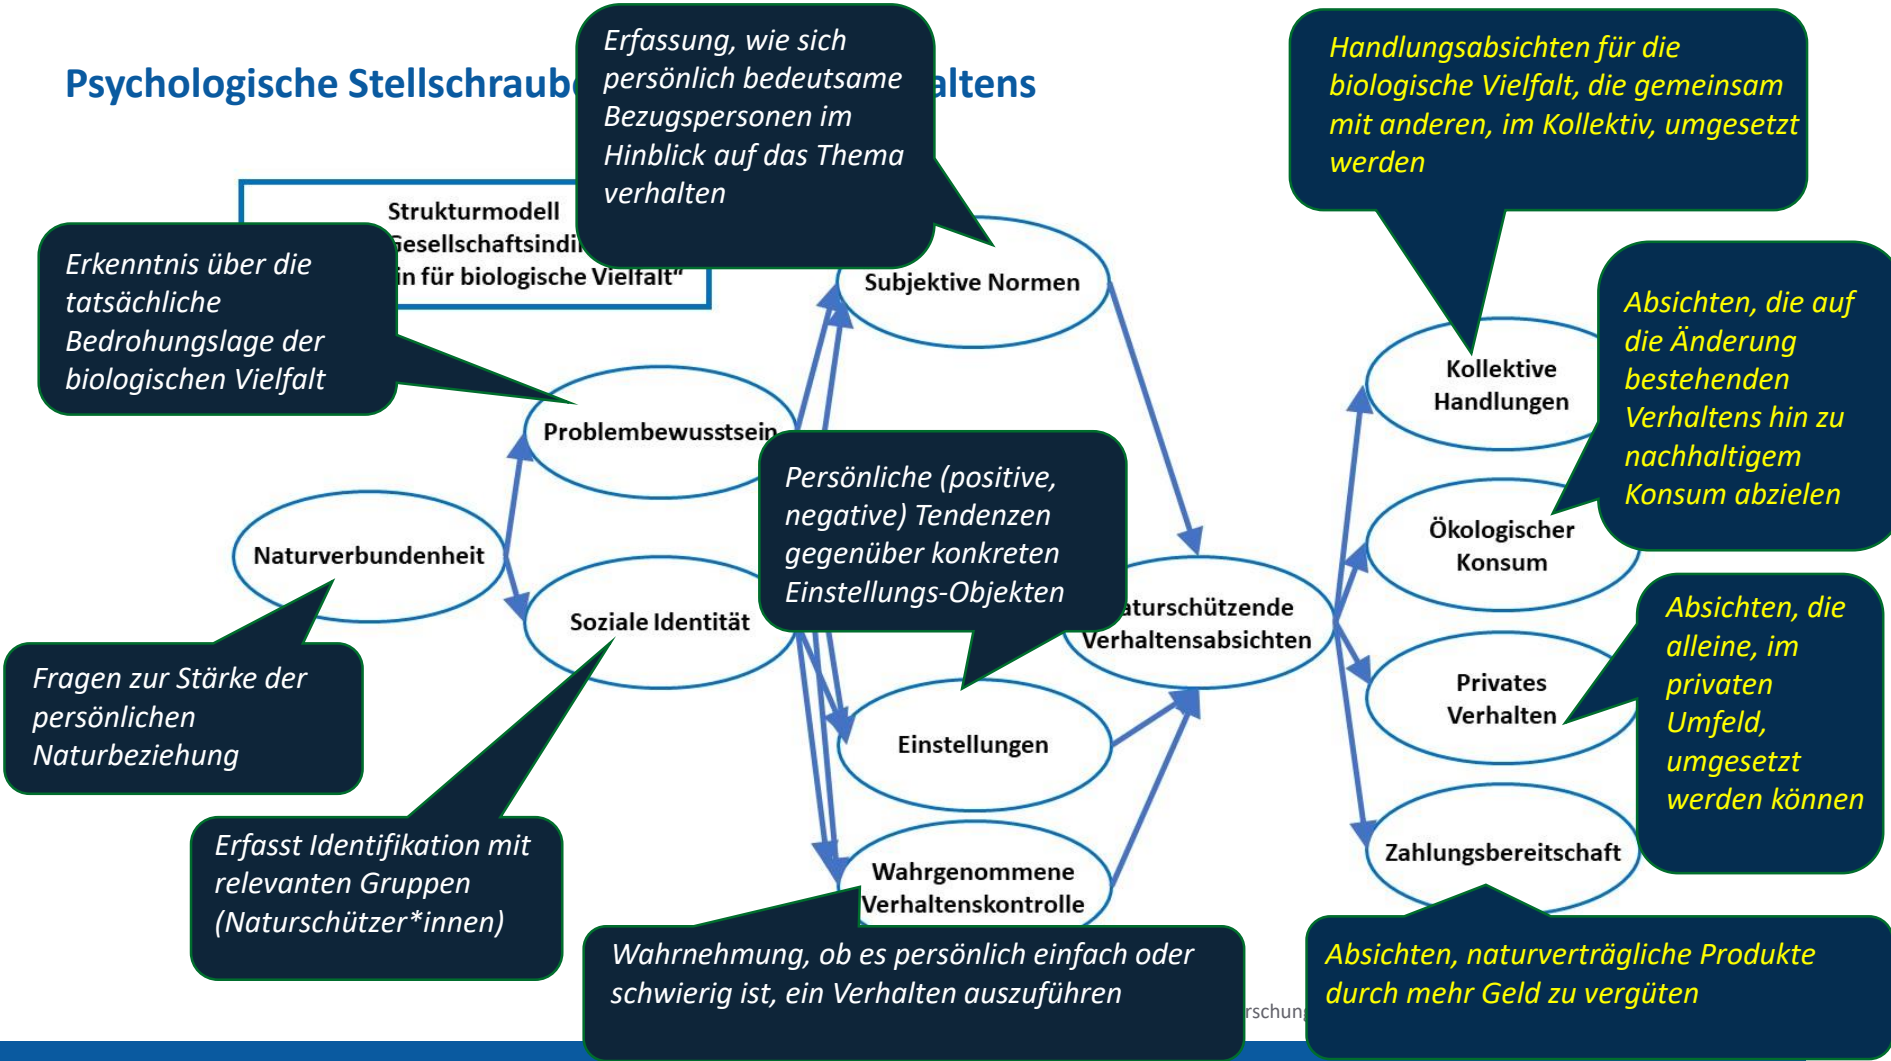 Psychologische Stellschraube
altens
Erfassung, wie sich
persönlich bedeutsame
Bezugspersonen im
Hinblick auf das Thema
verhalten
Handlungsabsichten für die
biologische Vielfalt, die gemeinsam
mit anderen, im Kollektiv, umgesetzt
werden
Strukturmodell
Gesellschaftsindi
in für biologische Vielfalt“
Erkenntnis über die
tatsächliche
Bedrohungslage der
biologischen Vielfalt
Subjektive Normen
Absichten, die auf
die Änderung
bestehenden
Verhaltens hin zu
nachhaltigem
Konsum abzielen
Kollektive
Handlungen
Problembewusstsein
Persönliche (positive,
negative) Tendenzen
gegenüber konkreten
Einstellungs-Objekten
Naturverbundenheit
Ökologischer
Konsum
Soziale Identität
aturschützende
Verhaltensabsichten
Absichten, die
alleine, im
privaten
Umfeld,
umgesetzt
werden können
Fragen zur Stärke der
persönlichen
Naturbeziehung
Privates
Verhalten
Einstellungen
Erfasst Identifikation mit
relevanten Gruppen
(Naturschützer*innen)
Wahrgenommene
Verhaltenskontrolle
Zahlungsbereitschaft
Wahrnehmung, ob es persönlich einfach oder
schwierig ist, ein Verhalten auszuführen
Absichten, naturverträgliche Produkte
durch mehr Geld zu vergüten
rschung